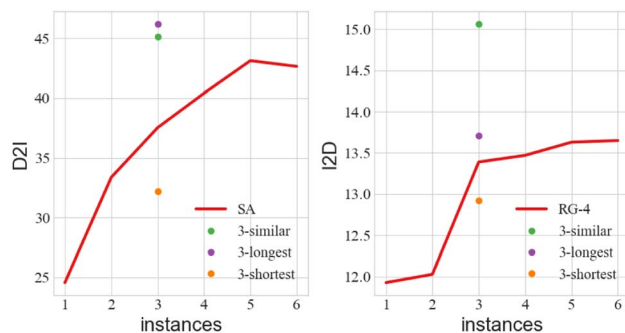 D2I
45
40
35
30
25
SA
3-similar
3-longest
3-shortest
1 2 3 4 5 6
instances
I2D
15.0
14.5
14.0
13.5
13.0
12.5
12.0
RG-4
3-similar
3-longest
3-shortest
1 2 3 4 5 6
instances